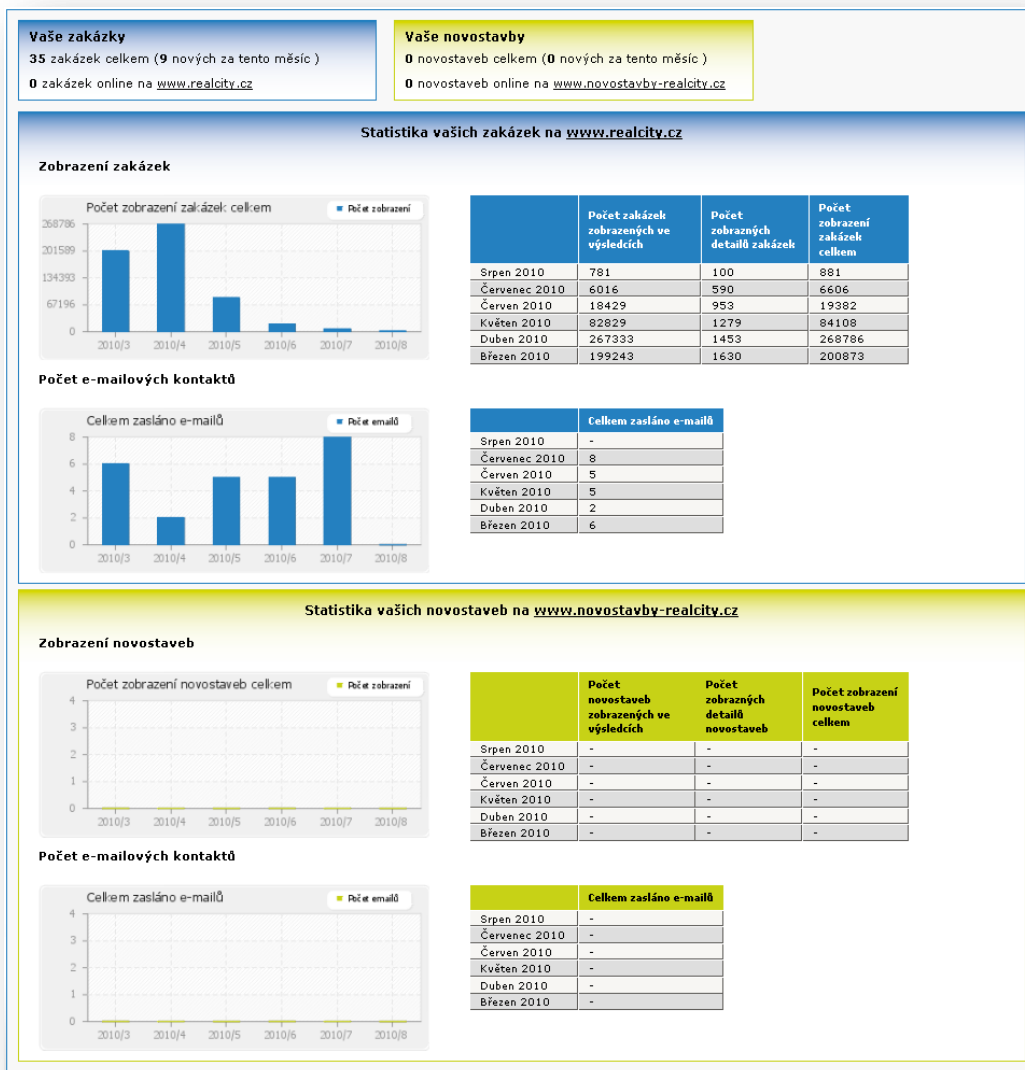 Vaše zakázky
35 zakázek celkem (9 nových za tento měsíc )
0 zakázek online na www.realcity.cz
Vaše novostavby
0 novostaveb celkem (0 nových za tento měsíc )
0 novostaveb online na www.novostavby-realcity.cz
Statistika vašich zakázek na www.realcity.cz
Zobrazení zakázek
Počet zobrazení zakázek celkem
Počet zobrazení
268786
201589
134393
67196
0
2010/3 2010/4 2010/5 2010/6 2010/7 2010/8
Počet zakázek zobrazených ve výsledcích Počet zobrazných detailů zakázek Počet zobrazení zakázek celkem
Srpen 2010 781 100 881
Červenec 2010 6016 590 6606
Červen 2010 18429 953 19382
Květen 2010 82829 1279 84108
Duben 2010 267333 1453 268786
Březen 2010 199243 1630 200873
Počet e-mailových kontaktů
Celkem zasláno e-mailů
Počet emailů
8
6
4
2
0
2010/3 2010/4 2010/5 2010/6 2010/7 2010/8
Celkem zasláno e-mailů
Srpen 2010 -
Červenec 2010 8
Červen 2010 5
Květen 2010 5
Duben 2010 2
Březen 2010 6
Statistika vašich novostaveb na www.novostavby-realcity.cz
Zobrazení novostaveb
Počet zobrazení novostaveb celkem
Počet zobrazení
4
3
2
1
0
2010/3 2010/4 2010/5 2010/6 2010/7 2010/8
Počet novostaveb zobrazených ve výsledcích Počet zobrazných detailů novostaveb Počet zobrazení novostaveb celkem
Srpen 2010 - - -
Červenec 2010 - - -
Červen 2010 - - -
Květen 2010 - - -
Duben 2010 - - -
Březen 2010 - - -
Počet e-mailových kontaktů
Celkem zasláno e-mailů
Počet emailů
4
3
2
1
0
2010/3 2010/4 2010/5 2010/6 2010/7 2010/8
Celkem zasláno e-mailů
Srpen 2010 -
Červenec 2010 -
Červen 2010 -
Květen 2010 -
Duben 2010 -
Březen 2010 -